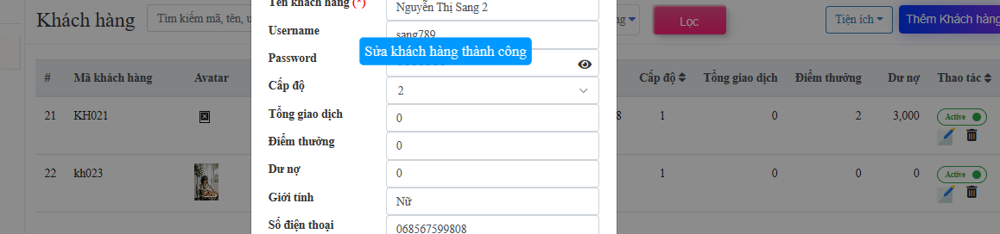 Khách hàng
Tìm kiếm mã, tên, u
Lọc
Tiện ích
Thêm Khách hàng
# Mã khách hàng Avatar Cấp độ Tổng giao dịch Điểm thưởng Dư nợ Thao tác
21 KH021 8 1 0 2 3,000 Active
22 kh023 1 0 0 0 Active
Tên khách hàng (*) Nguyễn Thị Sang 2
Username sang789
Sửa khách hàng thành công
Password
Cấp độ 2
Tổng giao dịch 0
Điểm thưởng 0
Dư nợ 0
Giới tính Nữ
Số điện thoại 068567599808